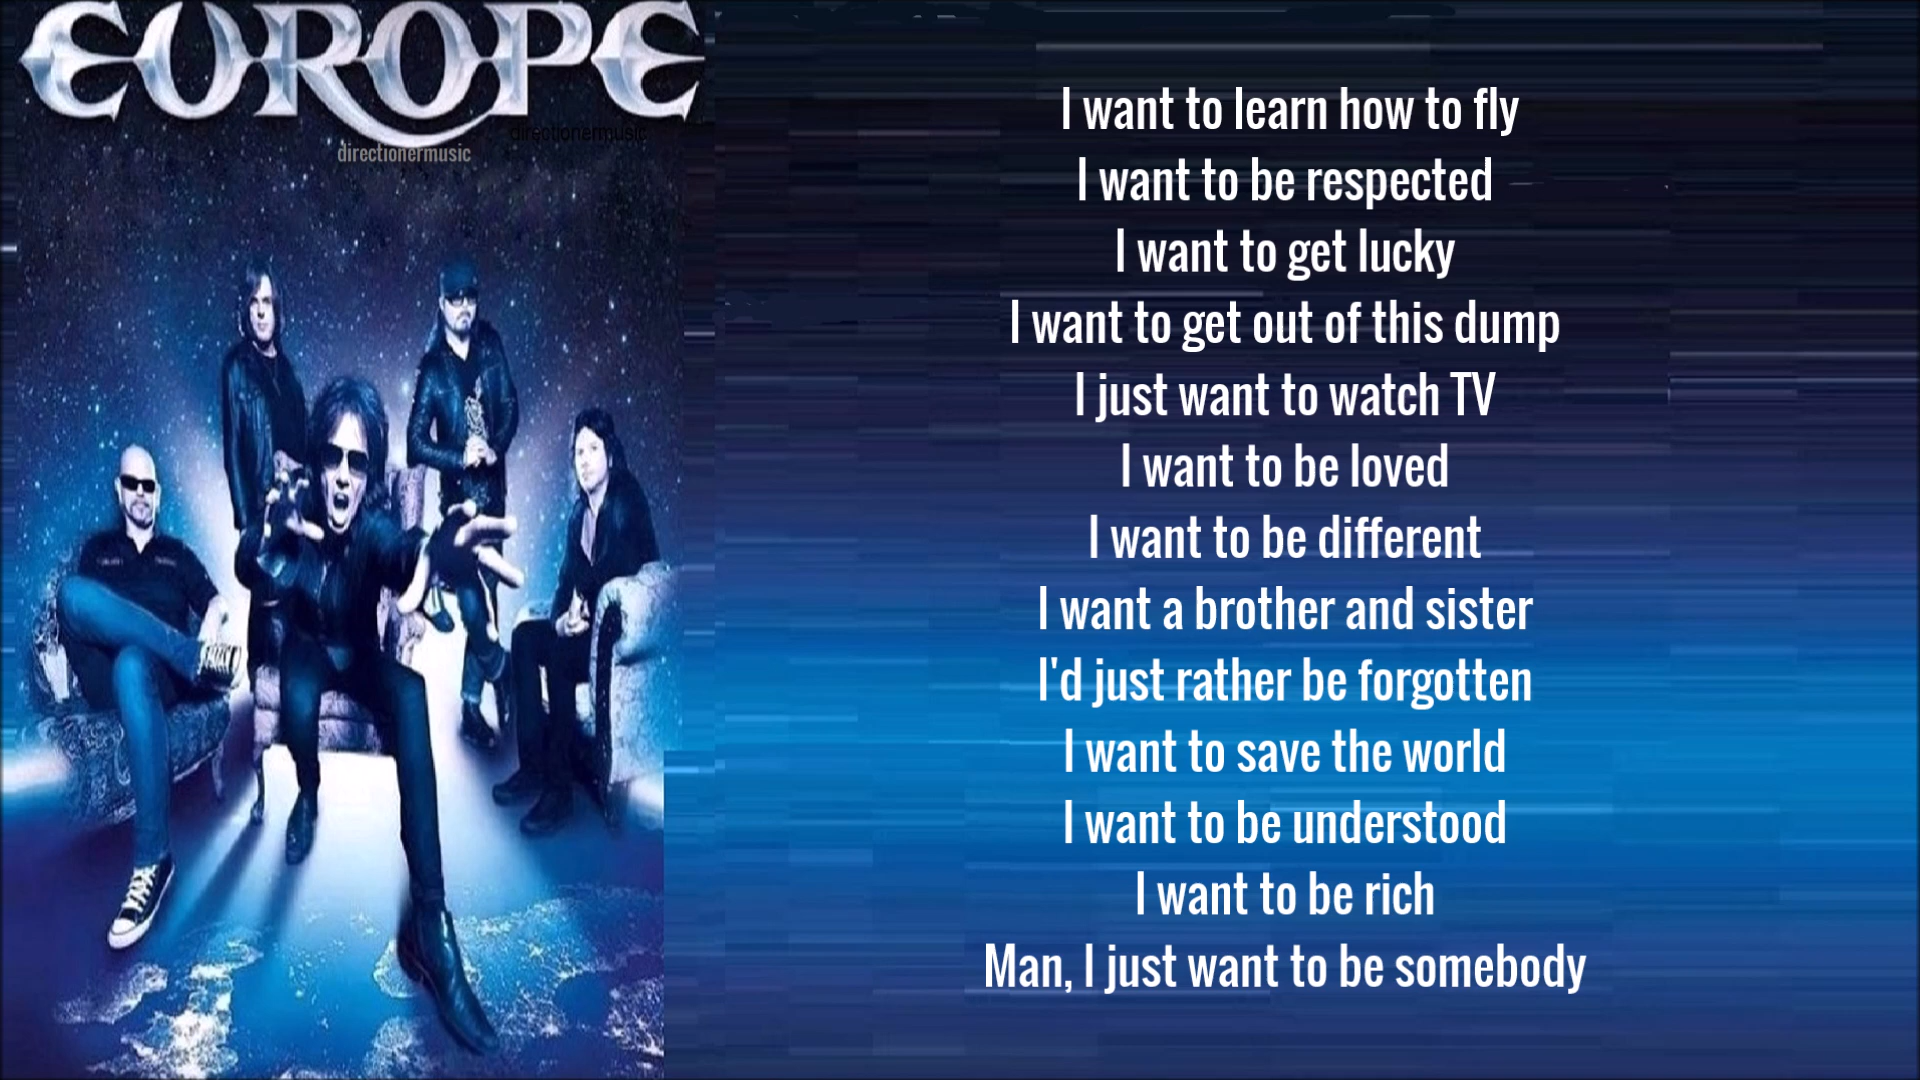 EUROPE
directionermusic
directionermusic
I want to learn how to fly
I want to be respected
I want to get lucky
I want to get out of this dump
I just want to watch TV
I want to be loved
I want to be different
I want a brother and sister
I'd just rather be forgotten
I want to save the world
I want to be understood
I want to be rich
Man, I just want to be somebody